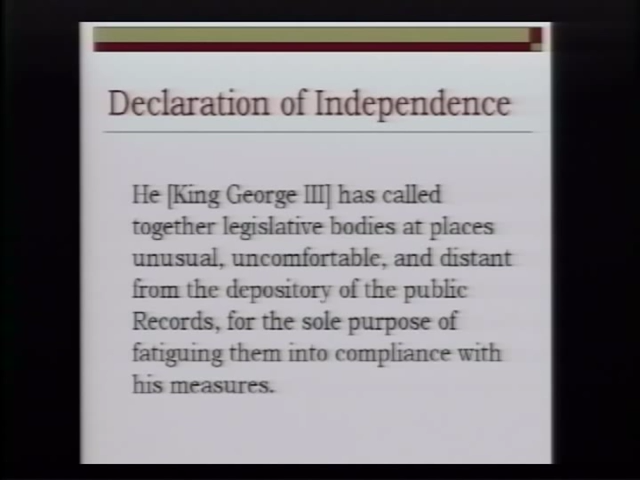 Declaration of Independence
He [King George III] has called
together legislative bodies at places
unusual, uncomfortable, and distant
from the depository of the public
Records, for the sole purpose of
fatiguing them into compliance with
his measures.